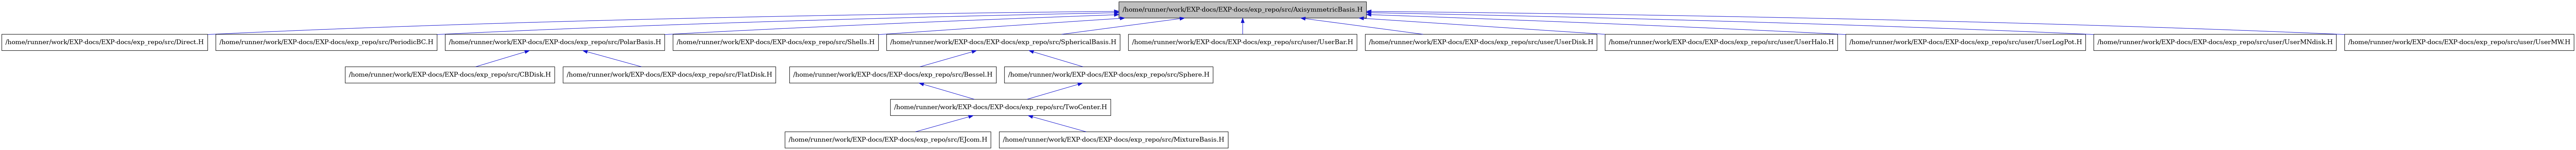 /home/runner/work/EXP-docs/EXP-docs/exp_repo/src/AxisymmetricBasis.H
/home/runner/work/EXP-docs/EXP-docs/exp_repo/src/Direct.H
/home/runner/work/EXP-docs/EXP-docs/exp_repo/src/PeriodicBC.H
/home/runner/work/EXP-docs/EXP-docs/exp_repo/src/PolarBasis.H
/home/runner/work/EXP-docs/EXP-docs/exp_repo/src/Shells.H
/home/runner/work/EXP-docs/EXP-docs/exp_repo/src/SphericalBasis.H
/home/runner/work/EXP-docs/EXP-docs/exp_repo/src/user/UserBar.H
/home/runner/work/EXP-docs/EXP-docs/exp_repo/src/user/UserDisk.H
/home/runner/work/EXP-docs/EXP-docs/exp_repo/src/user/UserHalo.H
/home/runner/work/EXP-docs/EXP-docs/exp_repo/src/user/UserLogPot.H
/home/runner/work/EXP-docs/EXP-docs/exp_repo/src/user/UserMNdisk.H
/home/runner/work/EXP-docs/EXP-docs/exp_repo/src/user/UserMW.H
/home/runner/work/EXP-docs/EXP-docs/exp_repo/src/CBDisk.H
/home/runner/work/EXP-docs/EXP-docs/exp_repo/src/FlatDisk.H
/home/runner/work/EXP-docs/EXP-docs/exp_repo/src/Bessel.H
/home/runner/work/EXP-docs/EXP-docs/exp_repo/src/Sphere.H
/home/runner/work/EXP-docs/EXP-docs/exp_repo/src/TwoCenter.H
/home/runner/work/EXP-docs/EXP-docs/exp_repo/src/EJcom.H
/home/runner/work/EXP-docs/EXP-docs/exp_repo/src/MixtureBasis.H